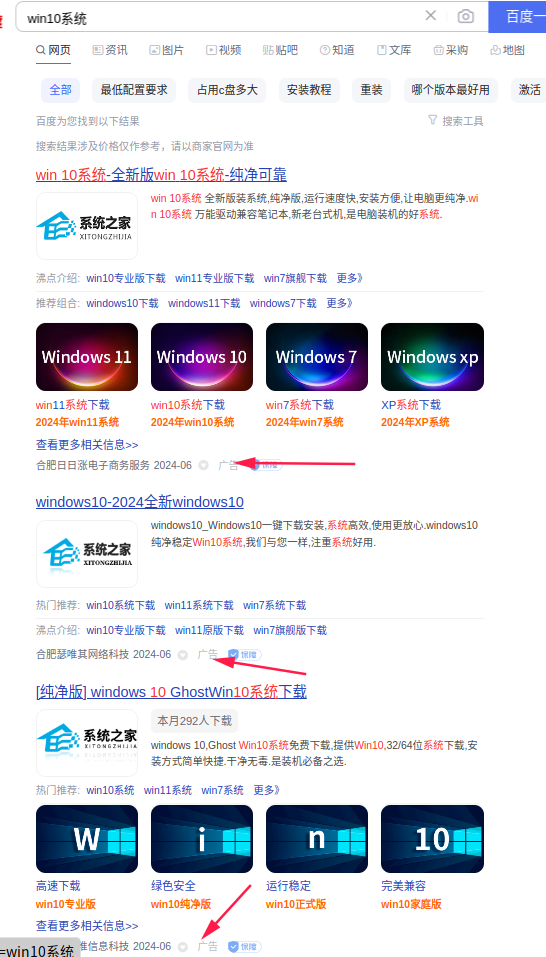 win10系统
百度一
网页 资讯 图片 视频 贴吧 知道 文库 采购 地图
全部 最低配置要求 占用c盘多大 安装教程 重装 哪个版本最好用 激活
百度为您找到以下结果 搜索工具
搜索结果涉及价格仅作参考，请以商家官网为准
win 10系统-全新版win 10系统-纯净可靠
系统之家
XITONGZHIJIA
win 10系统 全新版装系统,纯净版,运行速度快,安装方便,让电脑更纯净.wi
n 10系统 万能驱动兼容笔记本,新老台式机,是电脑装机的好系统.
沸点介绍: win10专业版下载 win11专业版下载 win7旗舰下载 更多》
推荐组合: windows10下载 windows11下载 windows7下载 更多》
Windows 11 Windows 10 Windows 7 Windows xp
win11系统下载 win10系统下载 win7系统下载 XP系统下载
2024年win11系统 2024年win10系统 2024年win7系统 2024年XP系统
查看更多相关信息>>
合肥日日涨电子商务服务 2024-06 广告 保障
windows10-2024全新windows10
系统之家
XITONGZHIJIA
windows10_Windows10一键下载安装,系统高效,使用更放心.windows10
纯净稳定Win10系统,我们与您一样,注重系统好用.
热门推荐: win10系统下载 win11系统下载 win7系统下载
沸点介绍: win10专业版下载 win11原版下载 win7旗舰版下载
合肥瑟唯其网络科技 2024-06 广告 保障
[纯净版] windows 10 GhostWin10系统下载
系统之家
XITONGZHIJIA
本月292人下载
windows 10,Ghost Win10系统免费下载,提供Win10,32/64位系统下载,安
装方式简单快捷.干净无毒.是装机必备之选.
热门推荐: win10系统 win11系统 win7系统 更多》
W i n 10
高速下载 绿色安全 运行稳定 完美兼容
win10专业版 win10纯净版 win10正式版 win10家庭版
查看更多相关信息>>
=win10系统 唯信息科技 2024-06 广告 保障